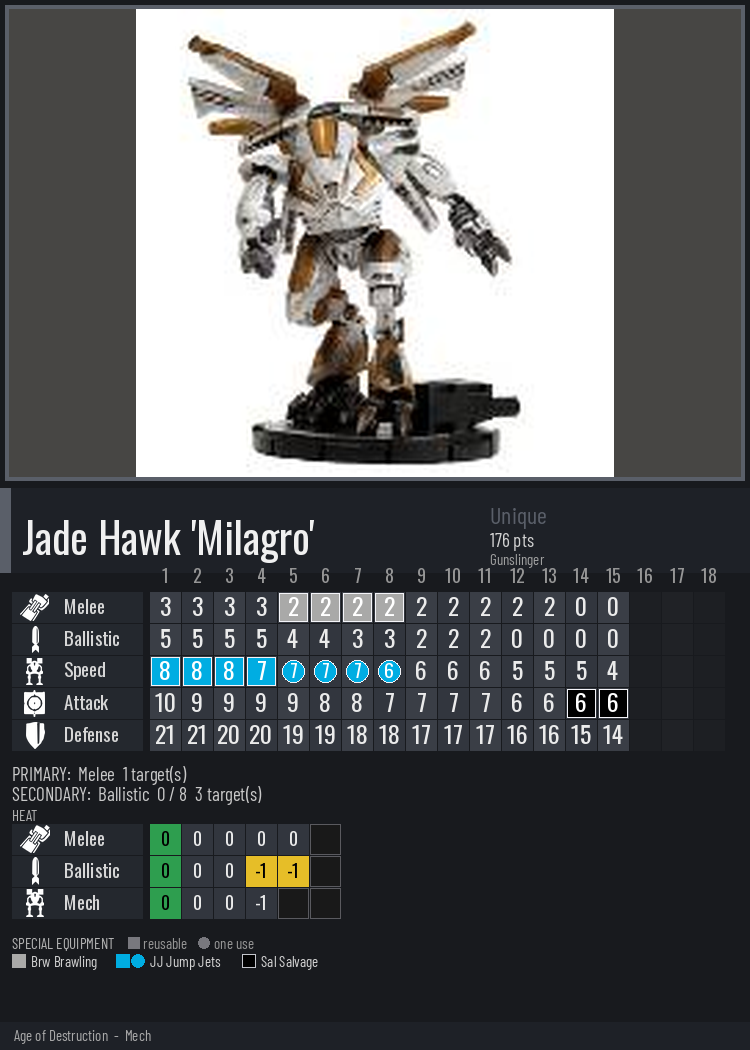 Jade Hawk 'Milagro'
Unique
176 pts
Gunslinger
1 2 3 4 5 6 7 8 9 10 11 12 13 14 15 16 17 18
Melee 3 3 3 3 2 2 2 2 2 2 2 2 2 0 0
Ballistic 5 5 5 5 4 4 3 3 2 2 2 0 0 0 0
Speed 8 8 8 7 7 7 7 6 6 6 6 5 5 5 4
Attack 10 9 9 9 9 8 8 7 7 7 7 6 6 6 6
Defense 21 21 20 20 19 19 18 18 17 17 17 16 16 15 14
PRIMARY: Melee 1 target(s)
SECONDARY: Ballistic 0 / 8 3 target(s)
HEAT
Melee 0 0 0 0 0
Ballistic 0 0 0 -1 -1
Mech 0 0 0 -1
SPECIAL EQUIPMENT reusable one use
Brw Brawling JJ Jump Jets Sal Salvage
Age of Destruction - Mech